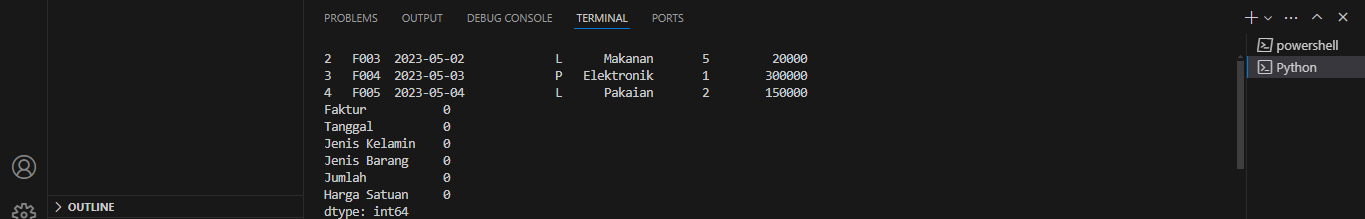 PROBLEMS OUTPUT DEBUG CONSOLE TERMINAL PORTS
2 F003 2023-05-02 L Makanan 5 20000
3 F004 2023-05-03 P Elektronik 1 300000
4 F005 2023-05-04 L Pakaian 2 150000
Faktur 0
Tanggal 0
Jenis Kelamin 0
Jenis Barang 0
Jumlah 0
Harga Satuan 0
dtype: int64
powershell
Python
OUTLINE